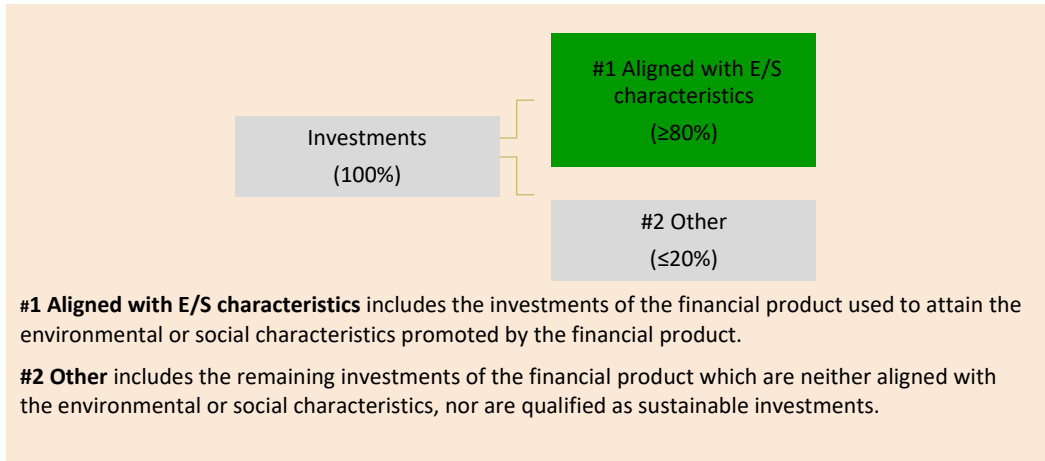 #1 Aligned with E/S
characteristics
(≥80%)
Investments
(100%)
#2 Other
(≤20%)
#1 Aligned with E/S characteristics includes the investments of the financial product used to attain the
environmental or social characteristics promoted by the financial product.
#2 Other includes the remaining investments of the financial product which are neither aligned with
the environmental or social characteristics, nor are qualified as sustainable investments.